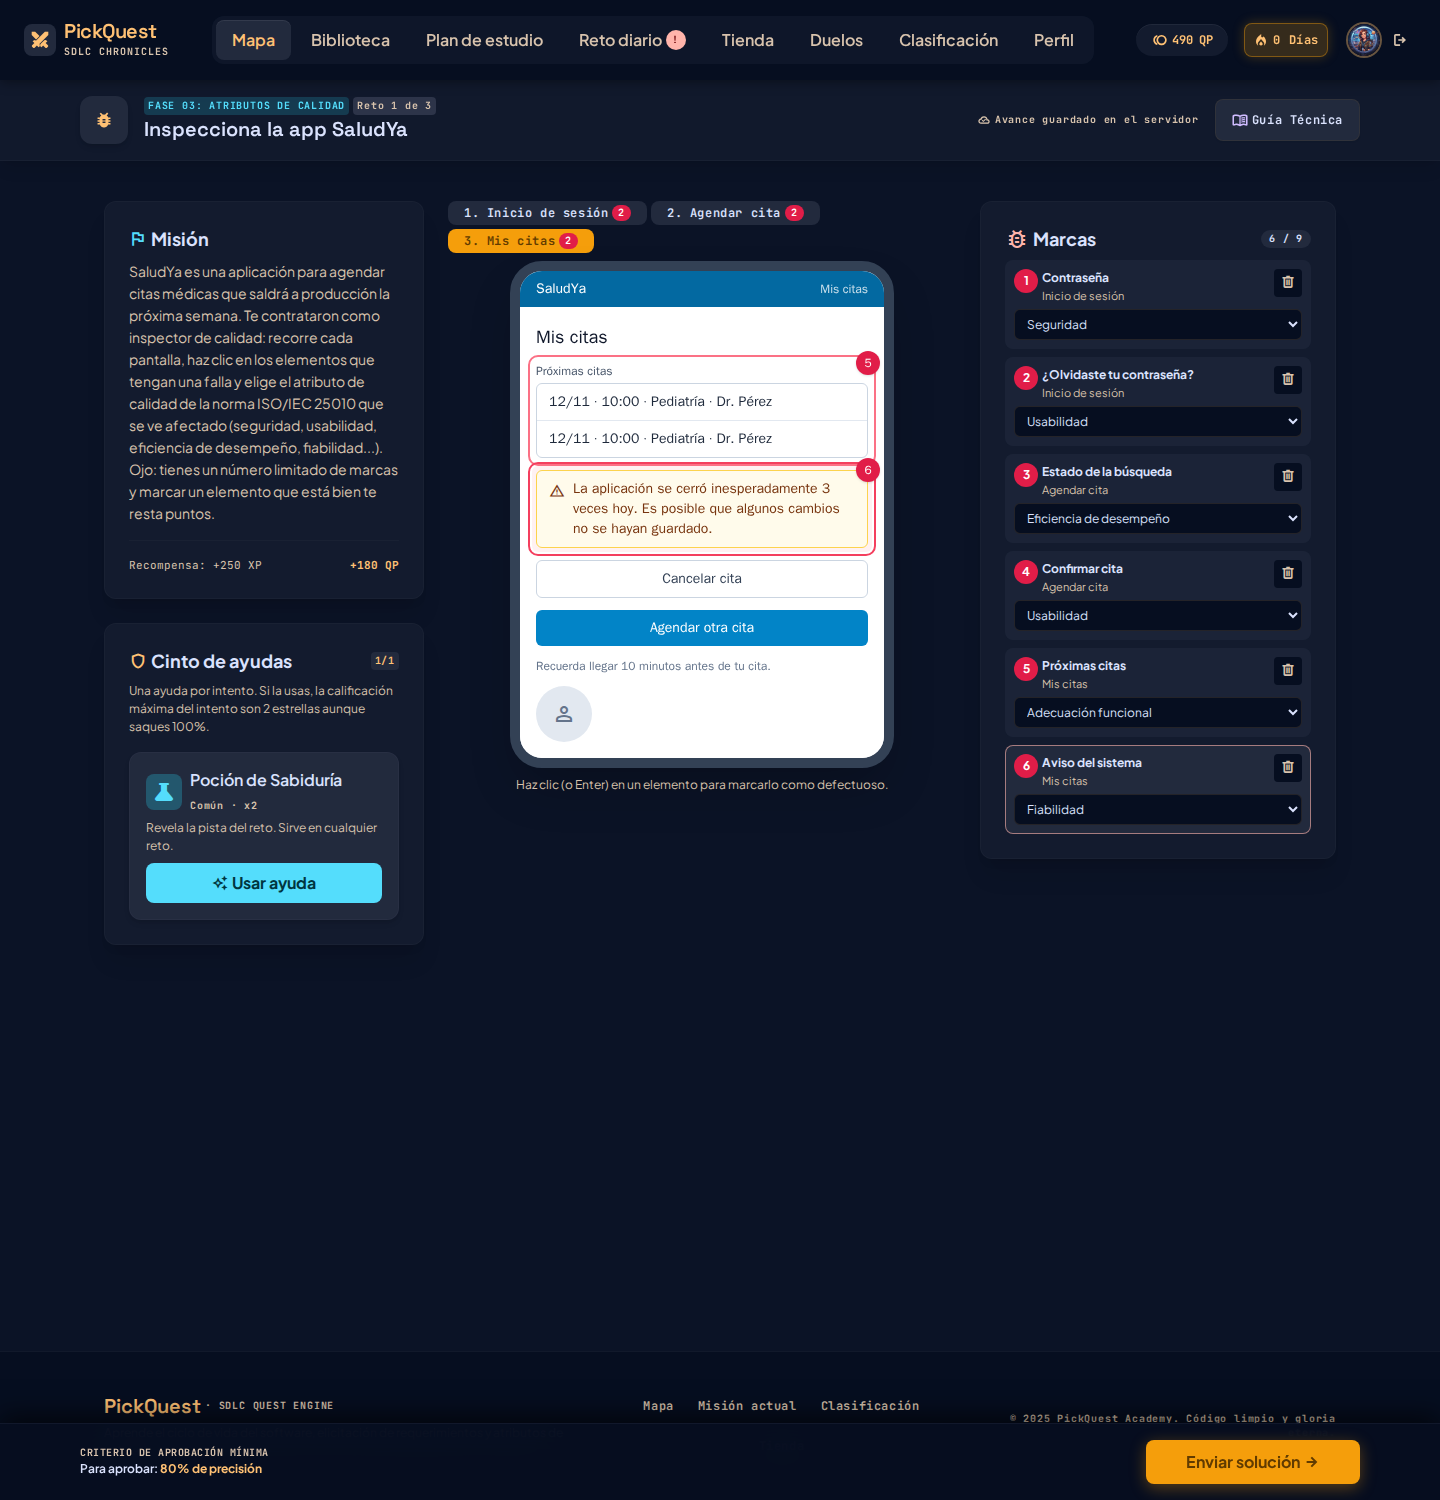 PickQuest
SDLC CHRONICLES
Mapa
Biblioteca
Plan de estudio
Reto diario !
Tienda
Duelos
Clasificación
Perfil
490 QP
0 Días
FASE 03: ATRIBUTOS DE CALIDAD
Reto 1 de 3
Inspecciona la app SaludYa
Avance guardado en el servidor
Guía Técnica
Misión
SaludYa es una aplicación para agendar
citas médicas que saldrá a producción la
próxima semana. Te contrataron como
inspector de calidad: recorre cada
pantalla, haz clic en los elementos que
tengan una falla y elige el atributo de
calidad de la norma ISO/IEC 25010 que
se ve afectado (seguridad, usabilidad,
eficiencia de desempeño, fiabilidad...).
Ojo: tienes un número limitado de marcas
y marcar un elemento que está bien te
resta puntos.
Recompensa: +250 XP
+180 QP
Cinto de ayudas
1/1
Una ayuda por intento. Si la usas, la calificación
máxima del intento son 2 estrellas aunque
saques 100%.
Poción de Sabiduría
Común · x2
Revela la pista del reto. Sirve en cualquier
reto.
Usar ayuda
1. Inicio de sesión 2
2. Agendar cita 2
3. Mis citas 2
SaludYa
Mis citas
Mis citas
5
Próximas citas
12/11 · 10:00 · Pediatría · Dr. Pérez
12/11 · 10:00 · Pediatría · Dr. Pérez
6
La aplicación se cerró inesperadamente 3
veces hoy. Es posible que algunos cambios
no se hayan guardado.
Cancelar cita
Agendar otra cita
Recuerda llegar 10 minutos antes de tu cita.
Haz clic (o Enter) en un elemento para marcarlo como defectuoso.
Marcas
6 / 9
1 Contraseña
Inicio de sesión
Seguridad
2 ¿Olvidaste tu contraseña?
Inicio de sesión
Usabilidad
3 Estado de la búsqueda
Agendar cita
Eficiencia de desempeño
4 Confirmar cita
Agendar cita
Usabilidad
5 Próximas citas
Mis citas
Adecuación funcional
6 Aviso del sistema
Mis citas
Fiabilidad
PickQuest · SDLC QUEST ENGINE
Mapa
Misión actual
Clasificación
© 2025 PickQuest Academy. Código limpio y gloria
CRITERIO DE APROBACIÓN MÍNIMA
Para aprobar: 80% de precisión
Enviar solución →